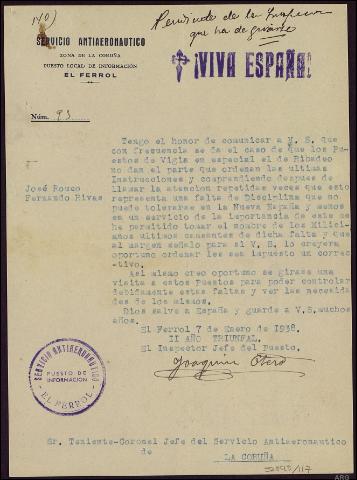 140)
Pendiente de la Inspeccion
que ha de girarse
SERVICIO ANTIAERONAUTICO
ZONA DE LA CORUÑA
PUESTO LOCAL DE INFORMACIÓN
EL FERROL
¡VIVA ESPAÑA!
Núm. 93
Tengo el honor de comunicar a V. S. que
con frecuencia se da el caso de que los Pue
stos de Vigia en especial el de Ribadeo
no dan el parte que ordenan las ultimas
Instrucciones y comprendiendo despues de
llamar la atencion repetidas veces que esto
representa una falta de Disciplina que no
puede tolerarse en la Nueva España y menos
en un servicio de la importancia de este me
he permitido tomar el nombre de los Milicia
nos ultimos causantes de dicha falta y que
al margen señalo para si V. S. lo creyera
oportuno ordenar les sea impuesto un correc-
tivo.
José Rouco
Fernando Rivas
Asi mismo creo oportuno se girase una
visita a estos Puestos para poder controlar
debidamente estas faltas y ver las necesida
des de los mismos.
Dios salve a España y guarde a V.S. muchos
años.
El Ferrol 7 de Enero de 1938.
II AÑO TRIUNFAL.
El Inspector Jefe del Puesto.
Joaquin Otero
SERVICIO ANTIAERONAUTICO
PUESTO DE
INFORMACION
EL FERROL
Sr. Teniente-Coronel Jefe del Servicio Antiaeronautico
de
LA CORUÑA
ARG